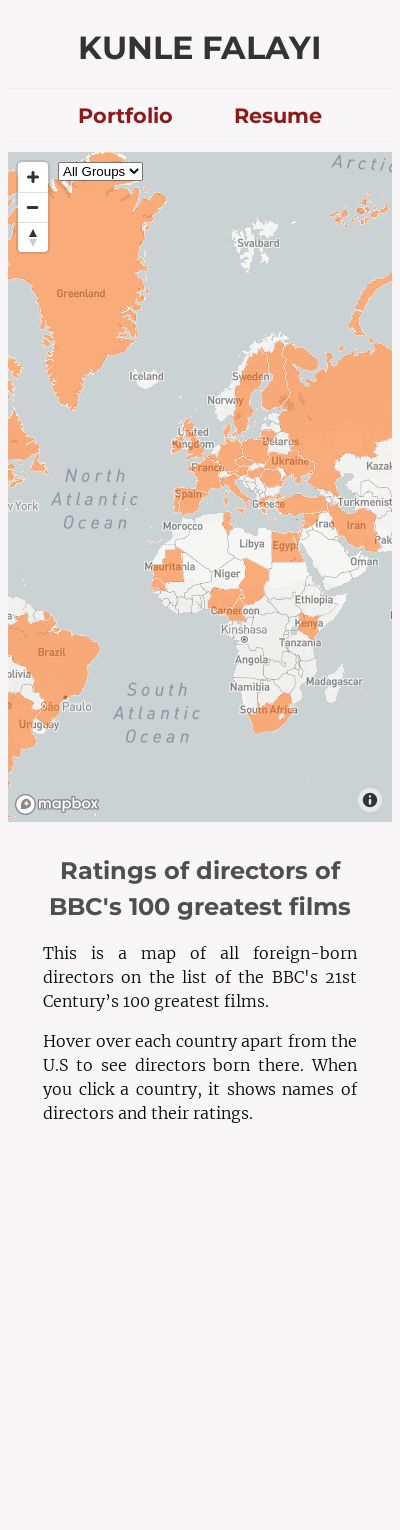 KUNLE FALAYI
Portfolio Resume
All Groups
Arctic
Svalbard
Greenland
Iceland
Sweden
Norway
United
Kingdom
Belarus
Ukraine
France
Kazak
Spain
Greece
Turkmenist
North
Atlantic
Ocean
w York
Morocco
Iraq
Iran
Pak
Libya
Egypt
Oman
Mauritania
Niger
Ethiopia
Cameroon
Kenya
Kinshasa
Tanzania
Brazil
olivia
Angola
Madagascar
Namibia
South
Atlantic
Ocean
São Paulo
South Africa
Uruguay
mapbox
Ratings of directors of
BBC's 100 greatest films
This is a map of all foreign-born
directors on the list of the BBC's 21st
Century’s 100 greatest films.
Hover over each country apart from the
U.S to see directors born there. When
you click a country, it shows names of
directors and their ratings.